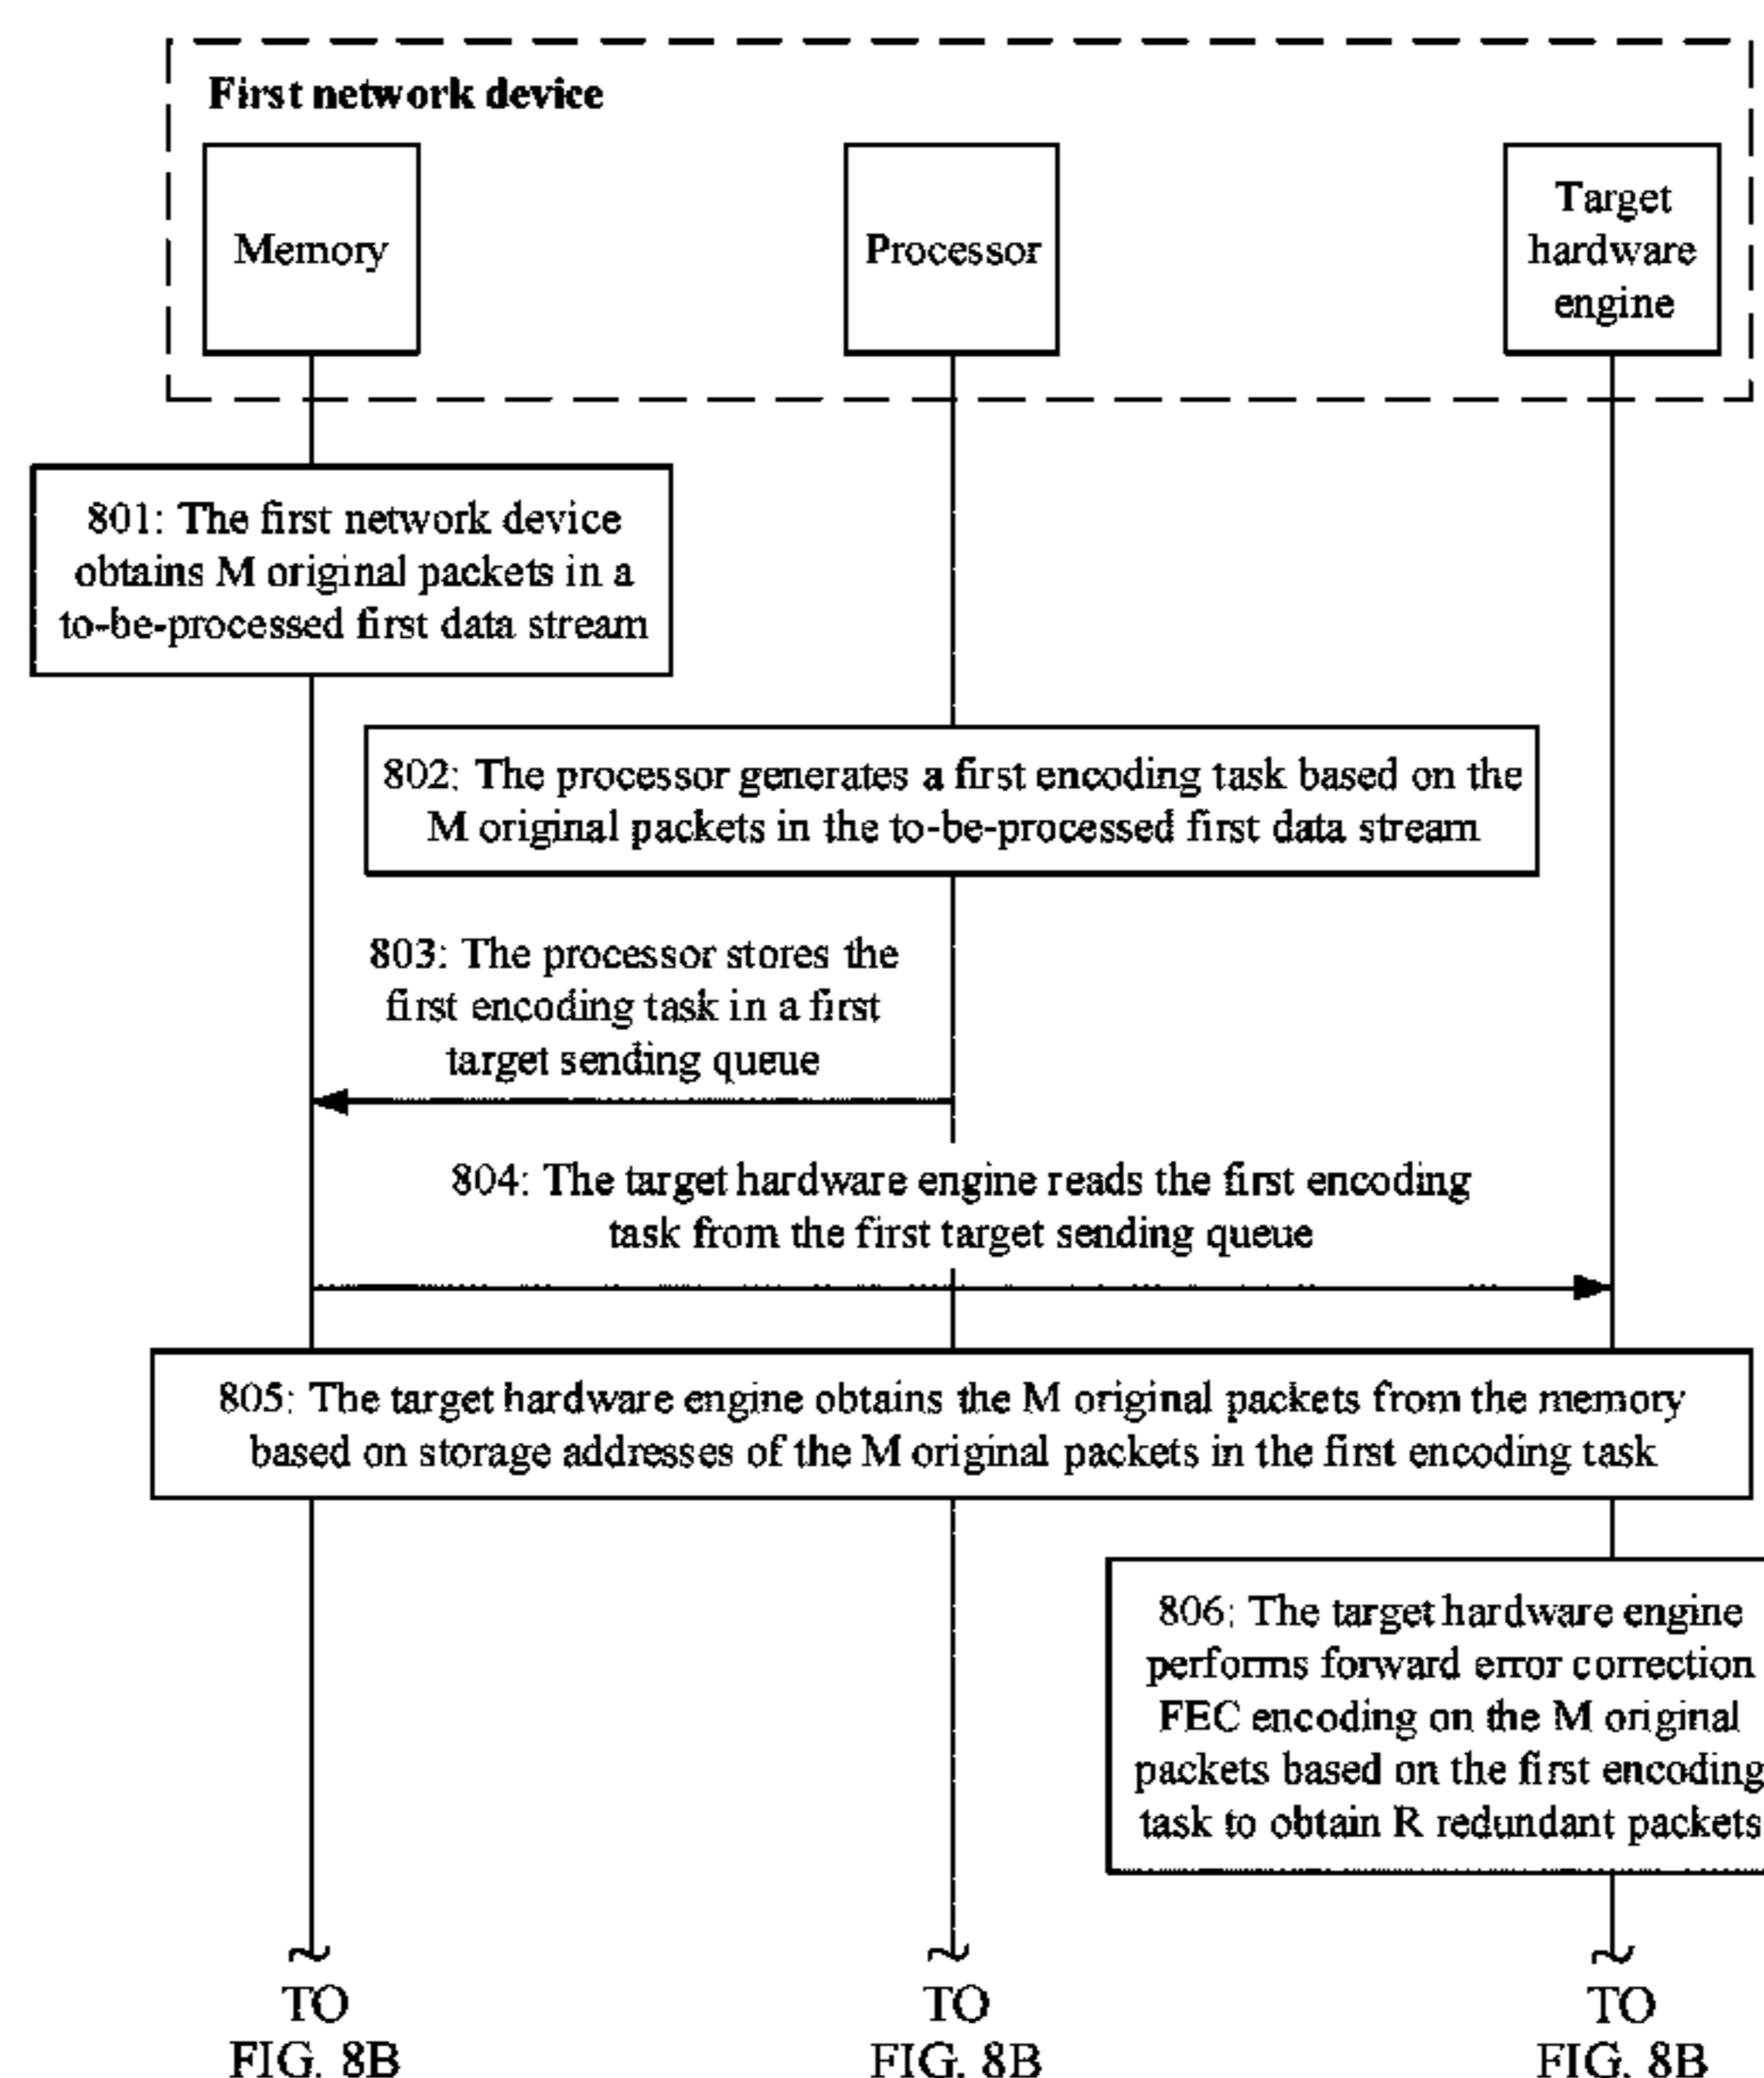 First network device
Memory
Processor
Target
hardware
engine
801: The first network device
obtains M original packets in a
to-be-processed first data stream
802: The processor generates a first encoding task based on the
M original packets in the to-be-processed first data stream
803: The processor stores the
first encoding task in a first
target sending queue
804: The target hardware engine reads the first encoding
task from the first target sending queue
805: The target hardware engine obtains the M original packets from the memory
based on storage addresses of the M original packets in the first encoding task
806: The target hardware engine
performs forward error correction
FEC encoding on the M original
packets based on the first encoding
task to obtain R redundant packets
TO
FIG. 8B
TO
FIG. 8B
TO
FIG. 8B